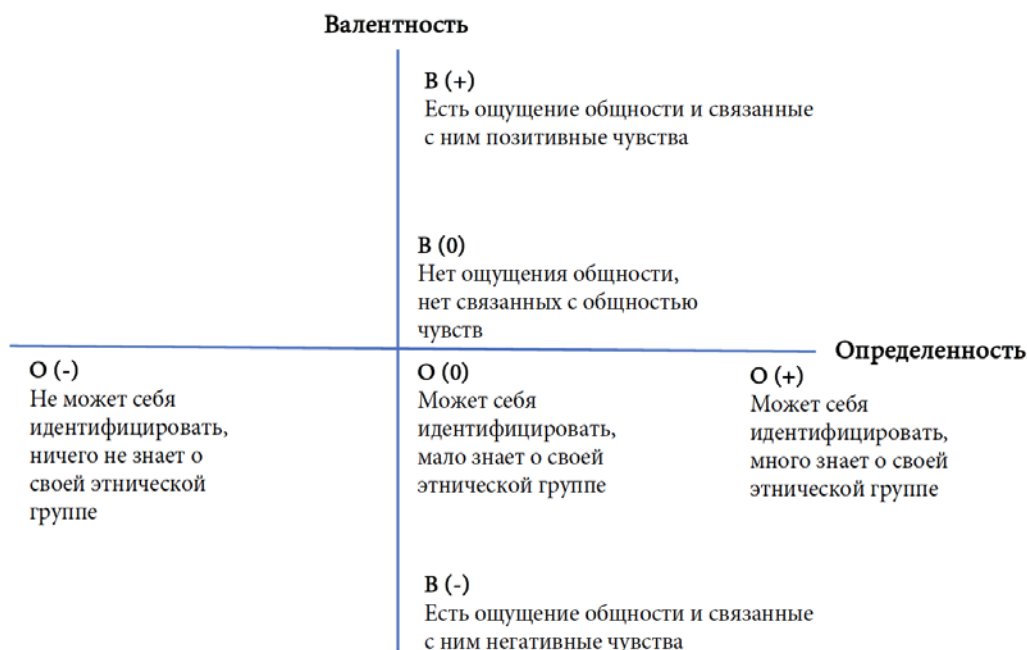 Валентность
В (+)
Есть ощущение общности и связанные
с ним позитивные чувства
В (0)
Нет ощущения общности,
нет связанных с общностью
чувств
Определенность
О (-)
Не может себя
идентифицировать,
ничего не знает о
своей этнической
группе
О (0)
Может себя
идентифицировать,
мало знает о своей
этнической группе
О (+)
Может себя
идентифицировать,
много знает о своей
этнической группе
В (-)
Есть ощущение общности и связанные
с ним негативные чувства